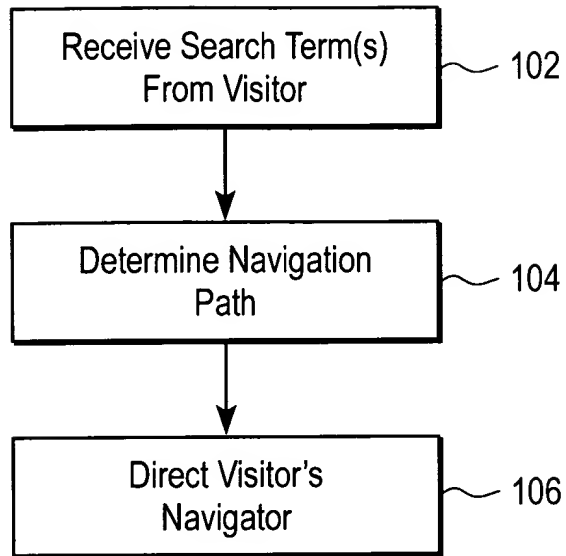 Receive Search Term(s)
From Visitor
102
Determine Navigation
Path
104
Direct Visitor's
Navigator
106